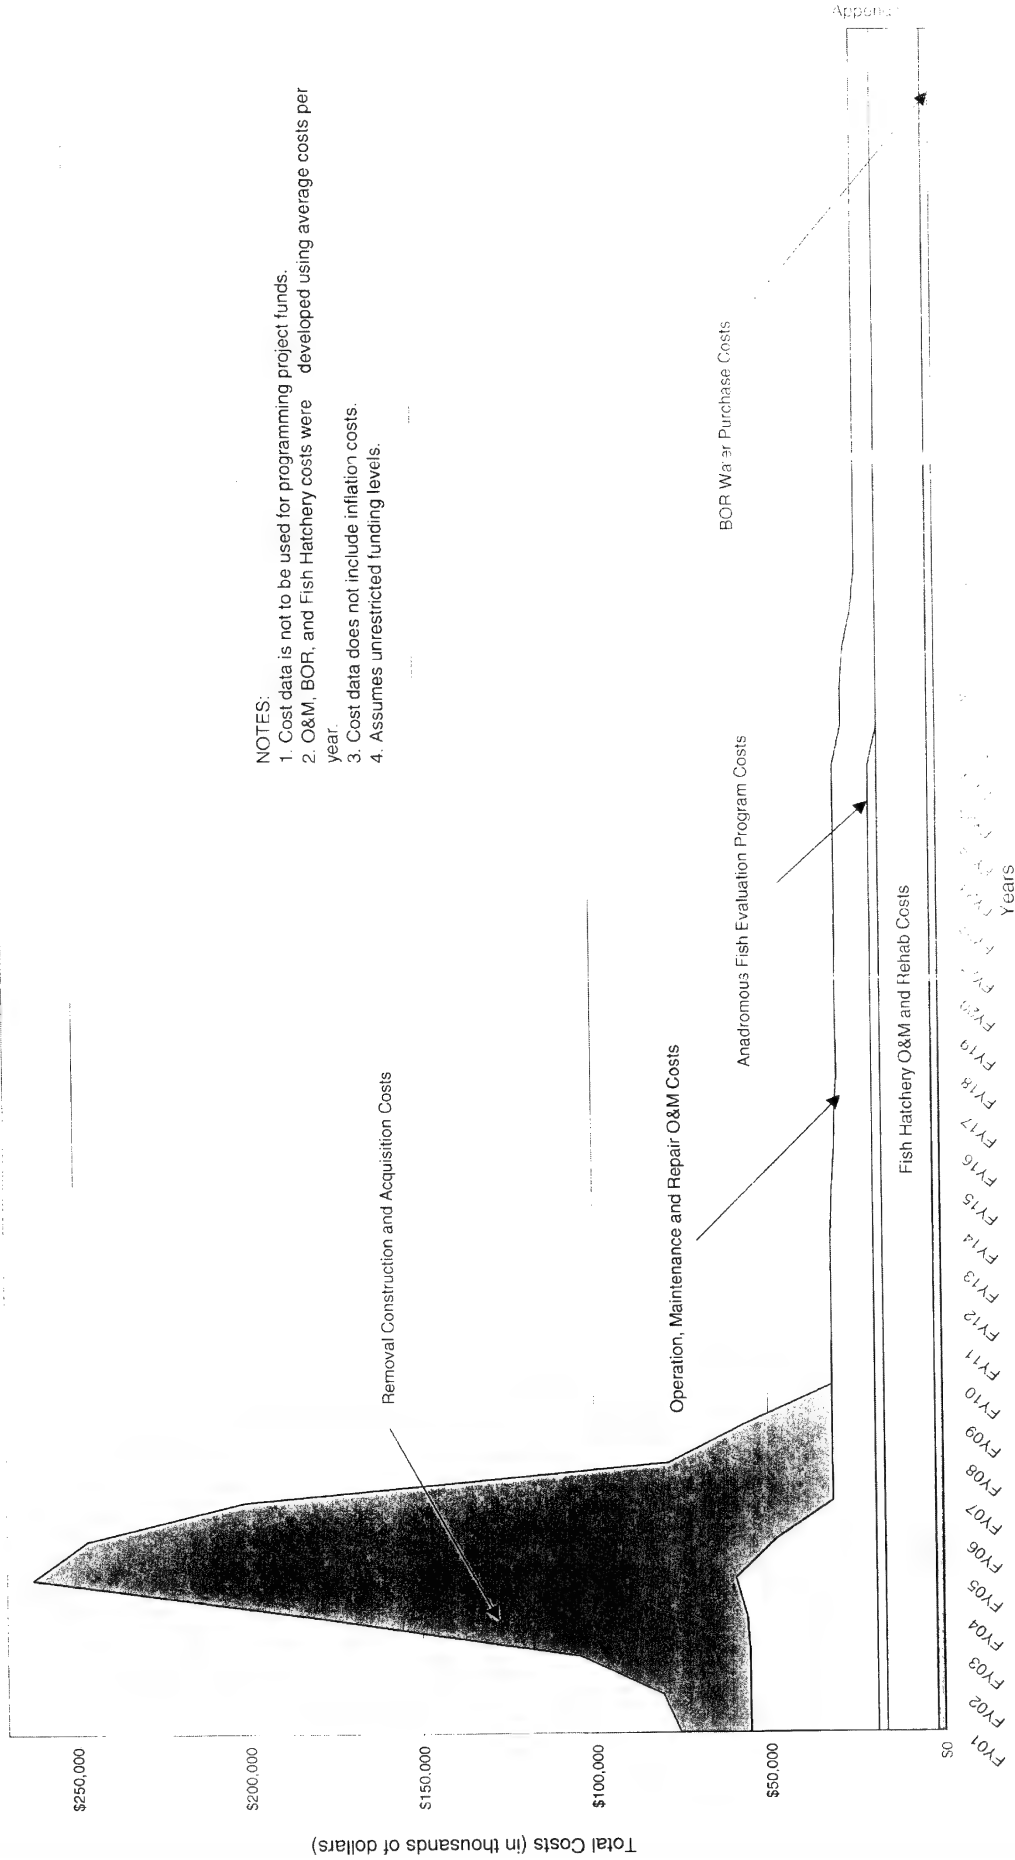 Appen
NOTES:
1. Cost data is not to be used for programming project funds.
2. O&M, BOR, and Fish Hatchery costs were developed using average costs per
year.
3. Cost data does not include inflation costs.
4. Assumes unrestricted funding levels.
Removal Construction and Acquisition Costs
Operation, Maintenance and Repair O&M Costs
Anadromous Fish Evaluation Program Costs
BOR Water Purchase Costs
Fish Hatchery O&M and Rehab Costs
Total Costs (in thousands of dollars)
$250,000
$200,000
$150,000
$100,000
$50,000
$0
FY01
FY02
FY03
FY04
FY05
FY06
FY07
FY08
FY09
FY10
FY11
FY12
FY13
FY14
FY15
FY16
FY17
FY18
FY19
FY20
Years